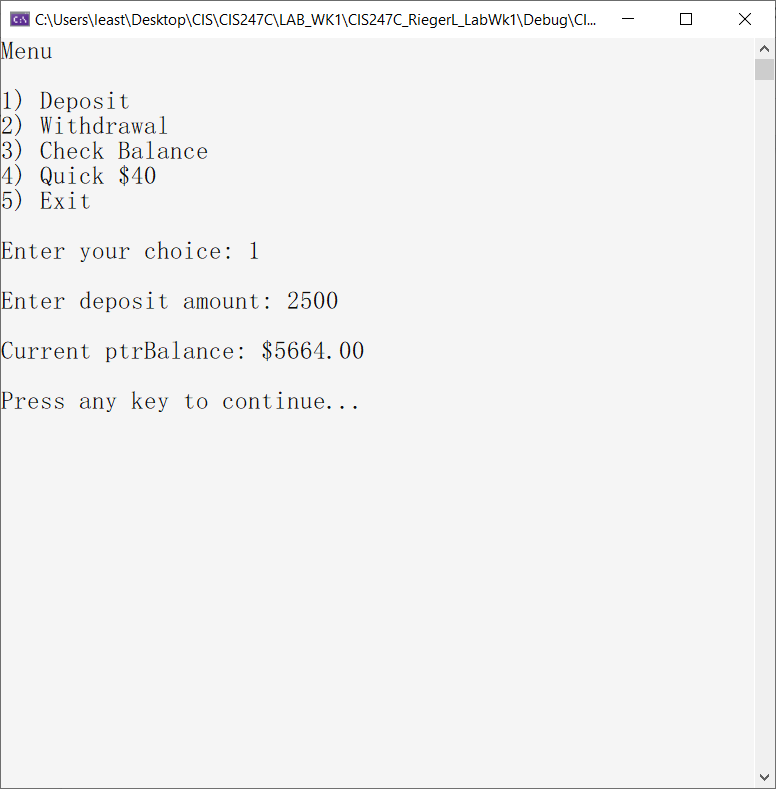 C:\Users\least\Desktop\CIS\CIS247C\LAB_WK1\CIS247C_RiegerL_LabWk1\Debug\CI...
Menu
1) Deposit
2) Withdrawal
3) Check Balance
4) Quick $40
5) Exit
Enter your choice: 1
Enter deposit amount: 2500
Current ptrBalance: $5664.00
Press any key to continue...